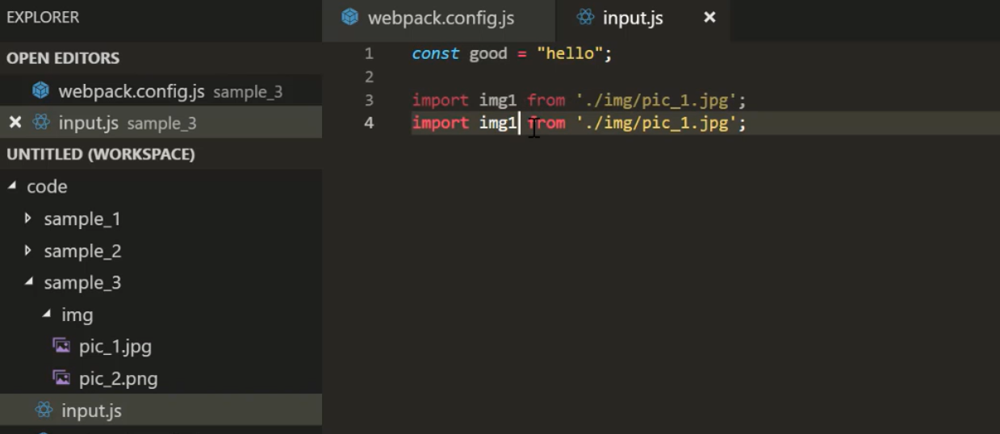 EXPLORER
OPEN EDITORS
webpack.config.js sample_3
input.js sample_3
UNTITLED (WORKSPACE)
code
sample_1
sample_2
sample_3
img
pic_1.jpg
pic_2.png
input.js
webpack.config.js input.js
1 const good = "hello";
2
3 import img1 from './img/pic_1.jpg';
4 import img1 from './img/pic_1.jpg';